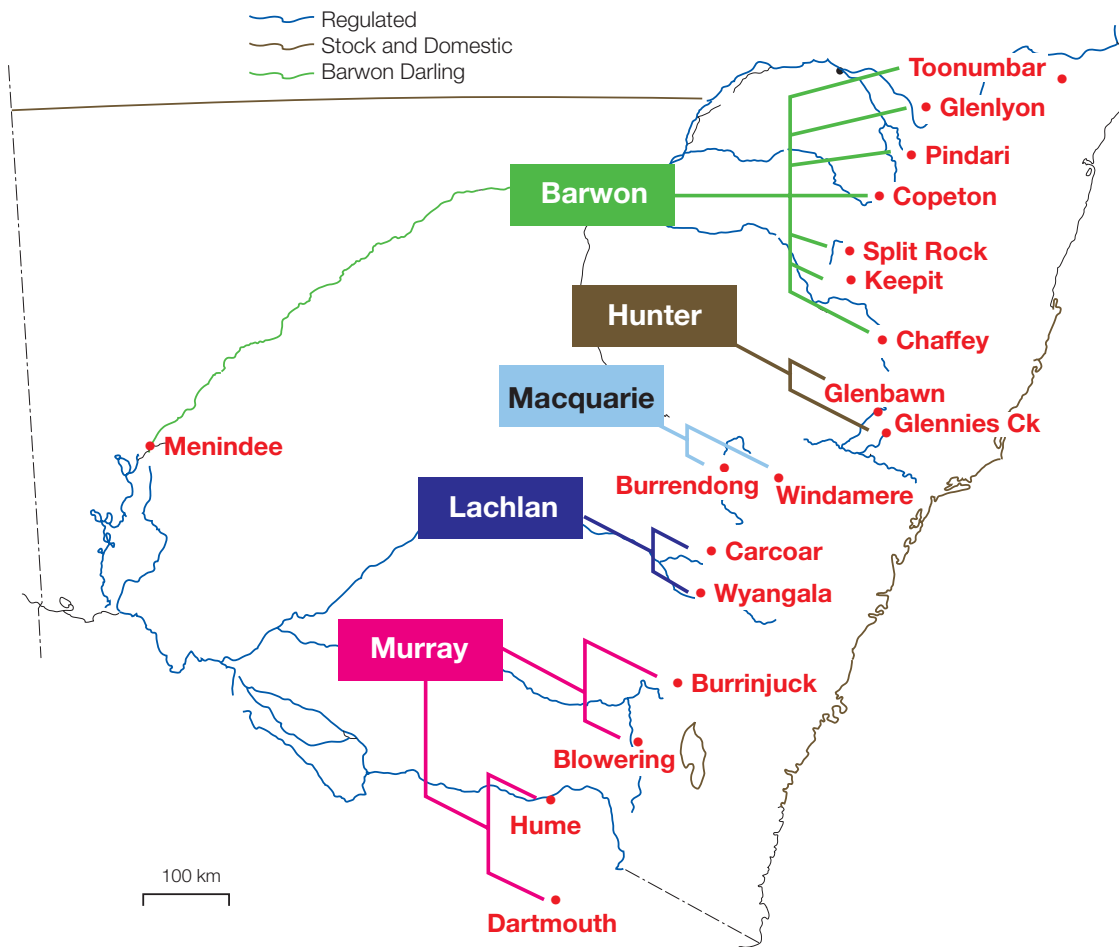 Regulated
Stock and Domestic
Barwon Darling
Toonumbar
Glenlyon
Pindari
Barwon
Copeton
Split Rock
Keepit
Hunter
Chaffey
Macquarie
Glenbawn
Glennies Ck
Menindee
Burrendong
Windamere
Lachlan
Carcoar
Wyangala
Murray
Burrinjuck
Blowering
Hume
100 km
Dartmouth